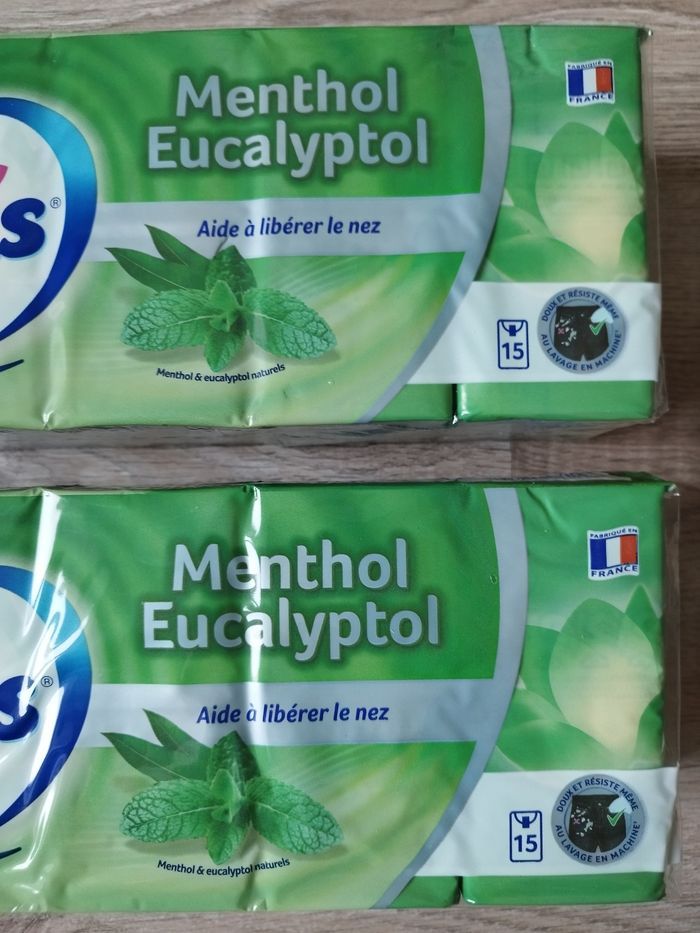 Menthol
Eucalyptol
FABRIQUÉ EN
FRANCE
s®
Aide à libérer le nez
Menthol & eucalyptol naturels
15
DOUX ET RÉSISTE MÊME
AU LAVAGE EN MACHINE¹
Menthol
Eucalyptol
FABRIQUÉ EN
FRANCE
s®
Aide à libérer le nez
Menthol & eucalyptol naturels
15
DOUX ET RÉSISTE MÊME
AU LAVAGE EN MACHINE¹